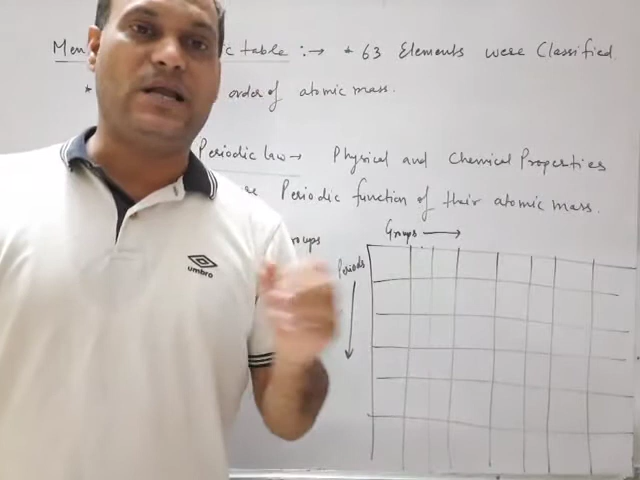 Men c table :→ * 63 Elements were Classified
* order of atomic mass.
Periodic law → Physical and Chemical Properties
Periodic function of their atomic mass.
Groups →
roups
Periods
umbro